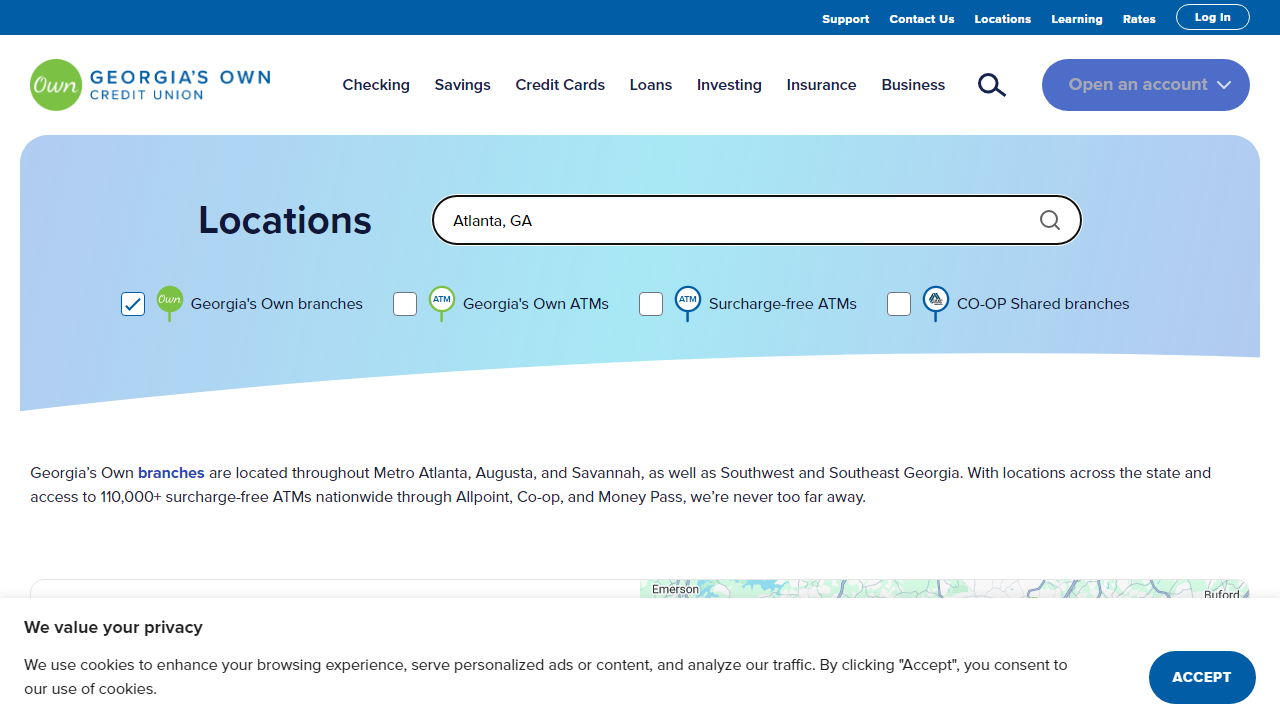 Support Contact Us Locations Learning Rates Log In
Own GEORGIA'S OWN
CREDIT UNION
Checking Savings Credit Cards Loans Investing Insurance Business Open an account
Locations Atlanta, GA
Own Georgia's Own branches ATM Georgia's Own ATMs ATM Surcharge-free ATMs CO-OP Shared branches
Georgia’s Own branches are located throughout Metro Atlanta, Augusta, and Savannah, as well as Southwest and Southeast Georgia. With locations across the state and
access to 110,000+ surcharge-free ATMs nationwide through Allpoint, Co-op, and Money Pass, we’re never too far away.
Emerson
Buford
We value your privacy
We use cookies to enhance your browsing experience, serve personalized ads or content, and analyze our traffic. By clicking "Accept", you consent to
our use of cookies.
ACCEPT